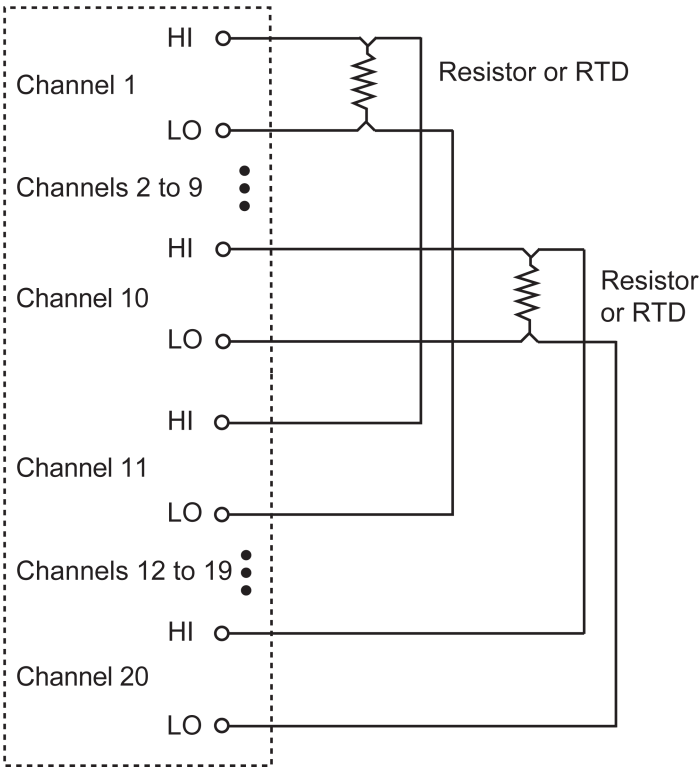 HI
Channel 1
Resistor or RTD
LO
Channels 2 to 9
HI
Channel 10
Resistor
or RTD
LO
HI
Channel 11
LO
Channels 12 to 19
HI
Channel 20
LO